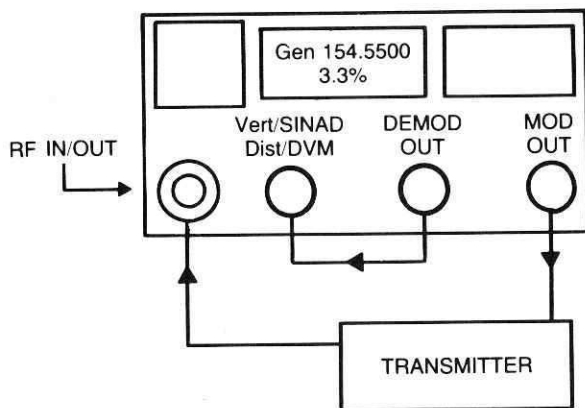 Gen 154.5500
3.3%
Vert/SINAD
Dist/DVM
DEMOD
OUT
MOD
OUT
RF IN/OUT
TRANSMITTER